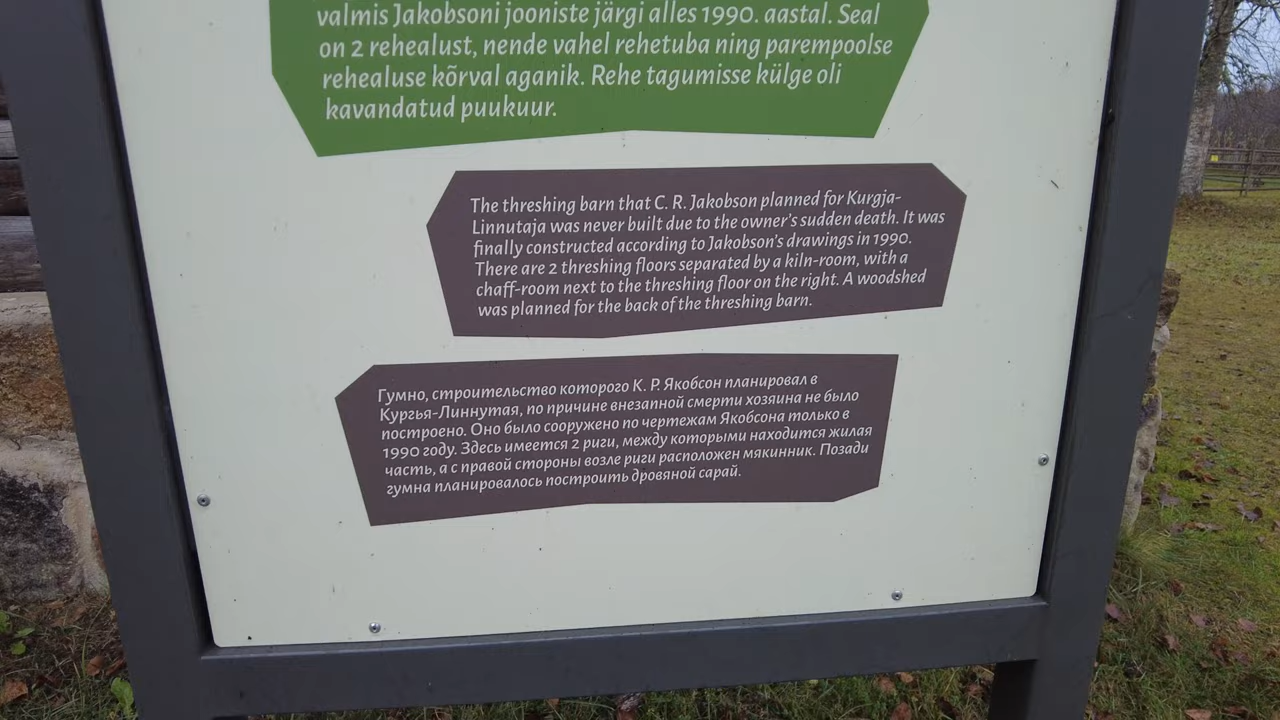 valmis Jakobsoni jooniste järgi alles 1990. aastal. Seal
on 2 rehealust, nende vahel rehetuba ning parempoolse
rehealuse kõrval aganik. Rehe tagumisse külge oli
kavandatud puukuur.
The threshing barn that C. R. Jakobson planned for Kurgja-
Linnutaja was never built due to the owner's sudden death. It was
finally constructed according to Jakobson's drawings in 1990.
There are 2 threshing floors separated by a kiln-room, with a
chaff-room next to the threshing floor on the right. A woodshed
was planned for the back of the threshing barn.
Гумно, строительство которого К. Р. Якобсон планировал в
Кургья-Линнутая, по причине внезапной смерти хозяина не было
построено. Оно было сооружено по чертежам Якобсона только в
1990 году. Здесь имеется 2 риги, между которыми находится жилая
часть, а с правой стороны возле риги расположен мякинник. Позади
гумна планировалось построить дровяной сарай.